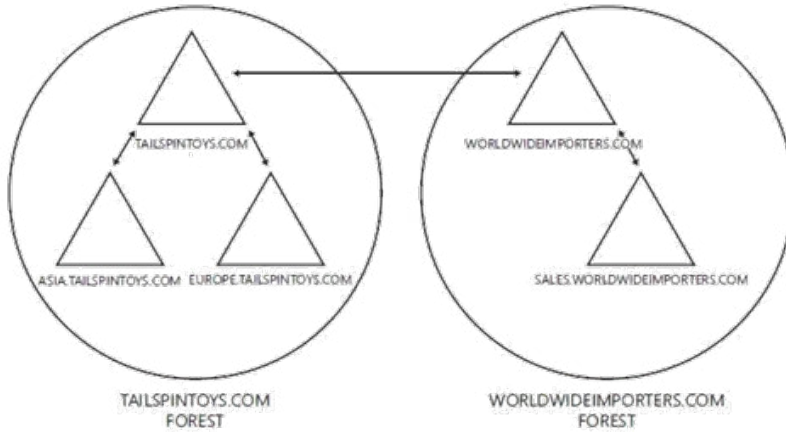 TAILSPINTOYS.COM
WORLDWIDEIMPORTERS.COM
ASIA.TAILSPINTOYS.COM
EUROPE.TAILSPINTOYS.COM
SALES.WORLDWIDEIMPORTERS.COM
TAILSPINTOYS.COM
FOREST
WORLDWIDEIMPORTERS.COM
FOREST